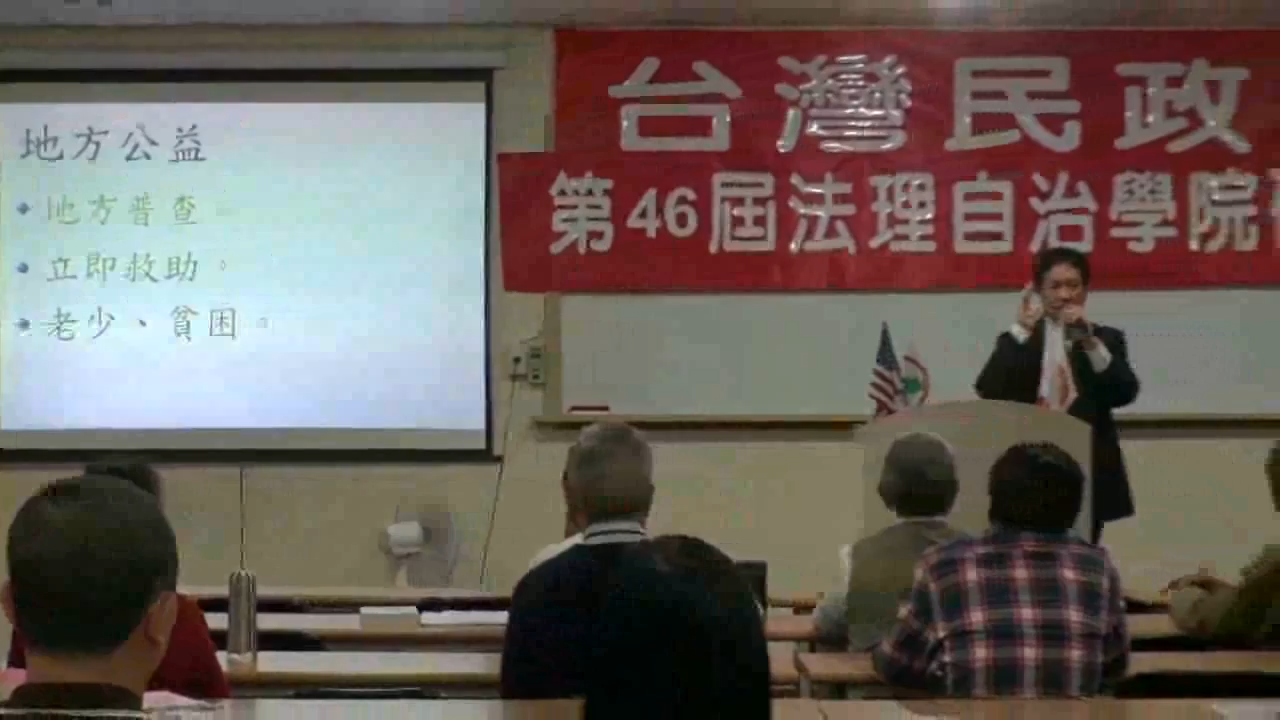 台灣民政
第46屆法理自治學院
地方公益
• 地方普查
• 立即救助。
• 老少、貧困。